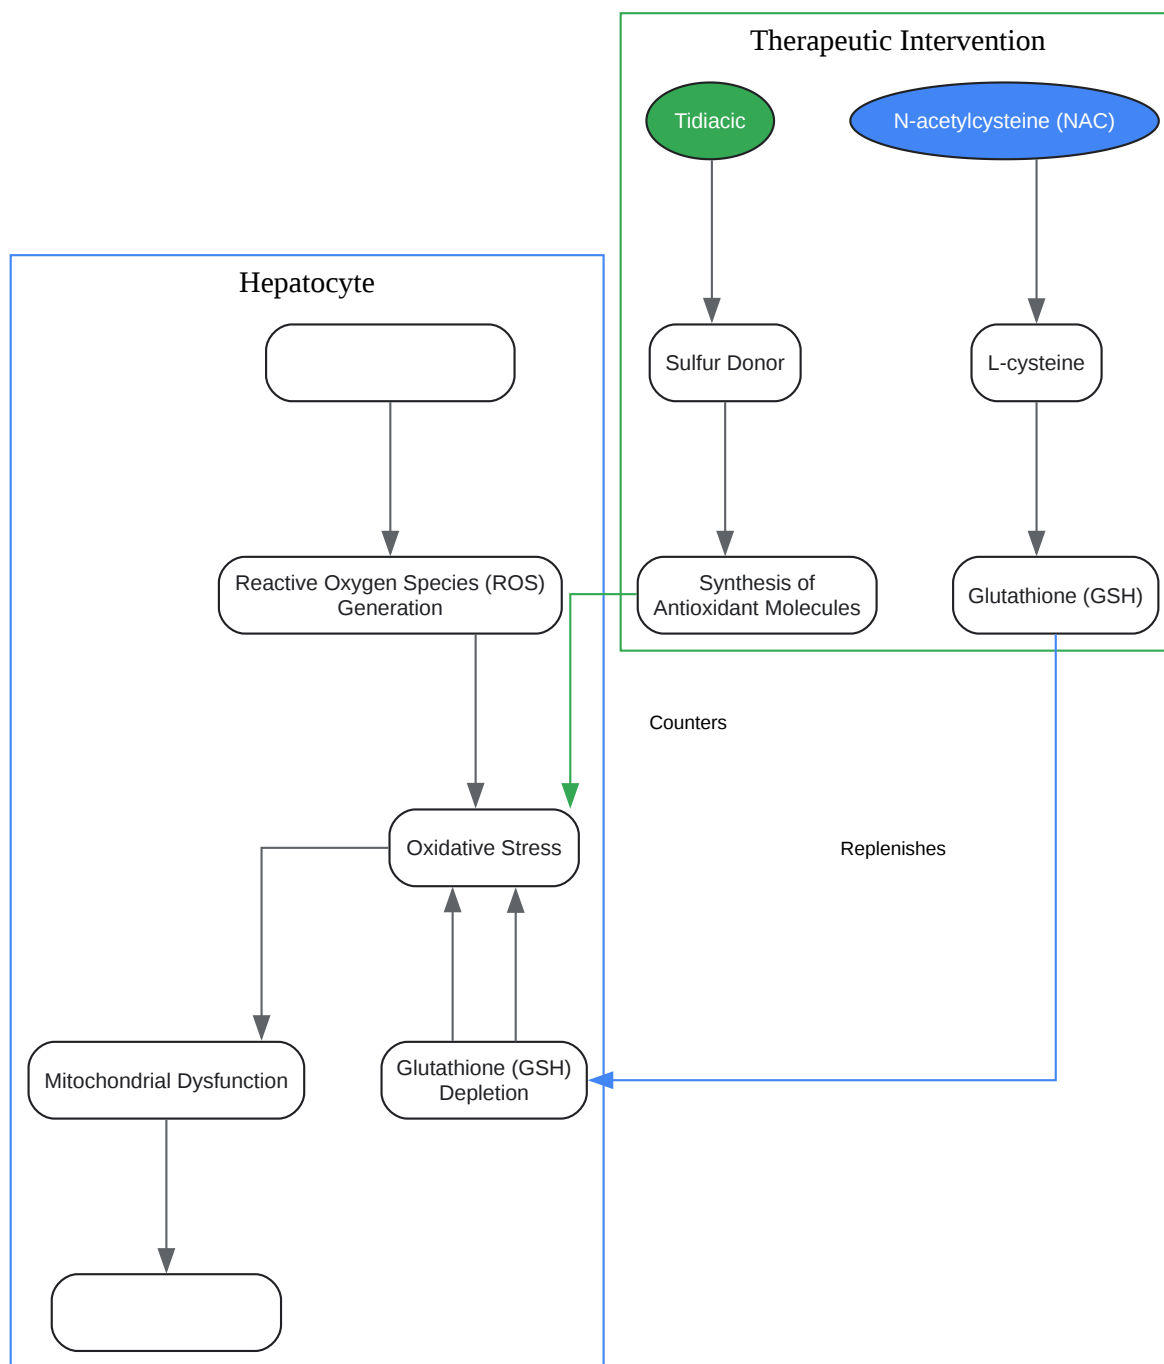 Therapeutic Intervention
Tidiacic
N-acetylcysteine (NAC)
Hepatocyte
Sulfur Donor
L-cysteine
Reactive Oxygen Species (ROS)
Generation
Synthesis of
Antioxidant Molecules
Glutathione (GSH)
Counters
Oxidative Stress
Replenishes
Mitochondrial Dysfunction
Glutathione (GSH)
Depletion